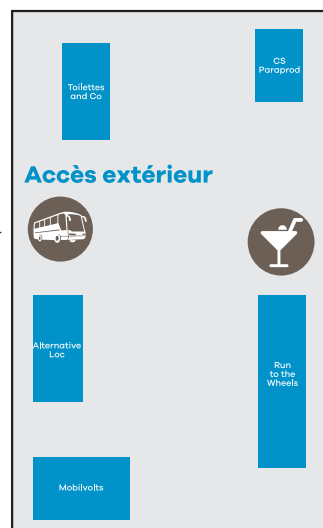 Toilettes
and Co
CS
Paraprod
Accès extérieur
Alternative
Loc
Run
to the
Wheels
Mobilvolts